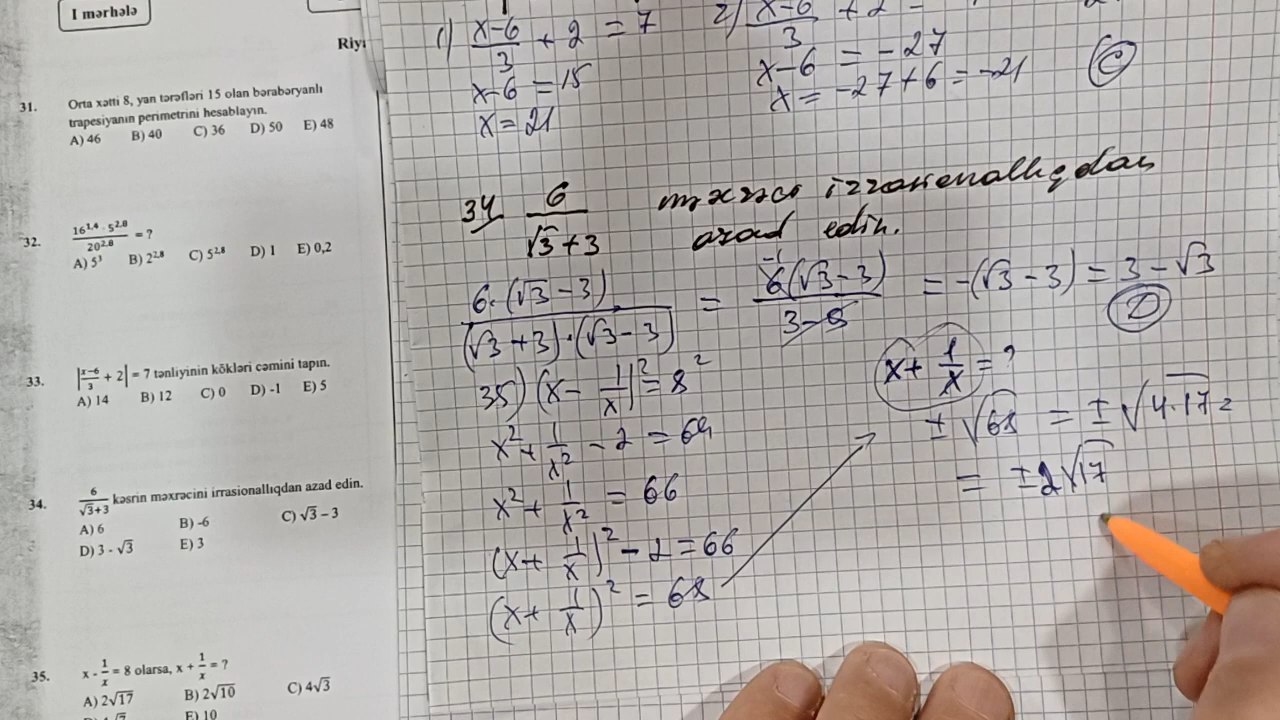 I mərhələ
Riy
31. Orta xətti 8, yan tərəfləri 15 olan bərabəryanlı
trapesiyanın perimetrini hesablayın.
A) 46 B) 40 C) 36 D) 50 E) 48
32. 16^{1,4} · 5^{2,8} / 20^{2,8} = ?
A) 5³ B) 2^{2,8} C) 5^{2,8} D) 1 E) 0,2
33. |x−6/3 + 2| = 7 tənliyinin kökləri cəmini tapın.
A) 14 B) 12 C) 0 D) -1 E) 5
34. 6/√3+3 kəsrin məxrəcini irrasionallıqdan azad edin.
A) 6 B) -6 C) √3 − 3
D) 3 - √3 E) 3
35. x - 1/x = 8 olarsa, x + 1/x = ?
A) 2√17 B) 2√10 C) 4√3
E) 10
1) x−6/3 + 2 = 7
x−6 = 15
x = 21
2) x−6/3 + 2
x−6 = −27
x = −27+6 = −21
C
34 6/√3+3 məxrəci irrasionallıqdan
azad edin.
6·(√3−3)/(√3+3)·(√3−3) = 6(√3−3)/3−9 = −(√3−3) = 3−√3
D
35) (x − 1/x)² = 8²
x² + 1/x² − 2 = 64
x² + 1/x² = 66
(x + 1/x)² − 2 = 66
(x + 1/x)² = 68
x + 1/x = ?
±√68 = ±√4·17 =
= ±2√17